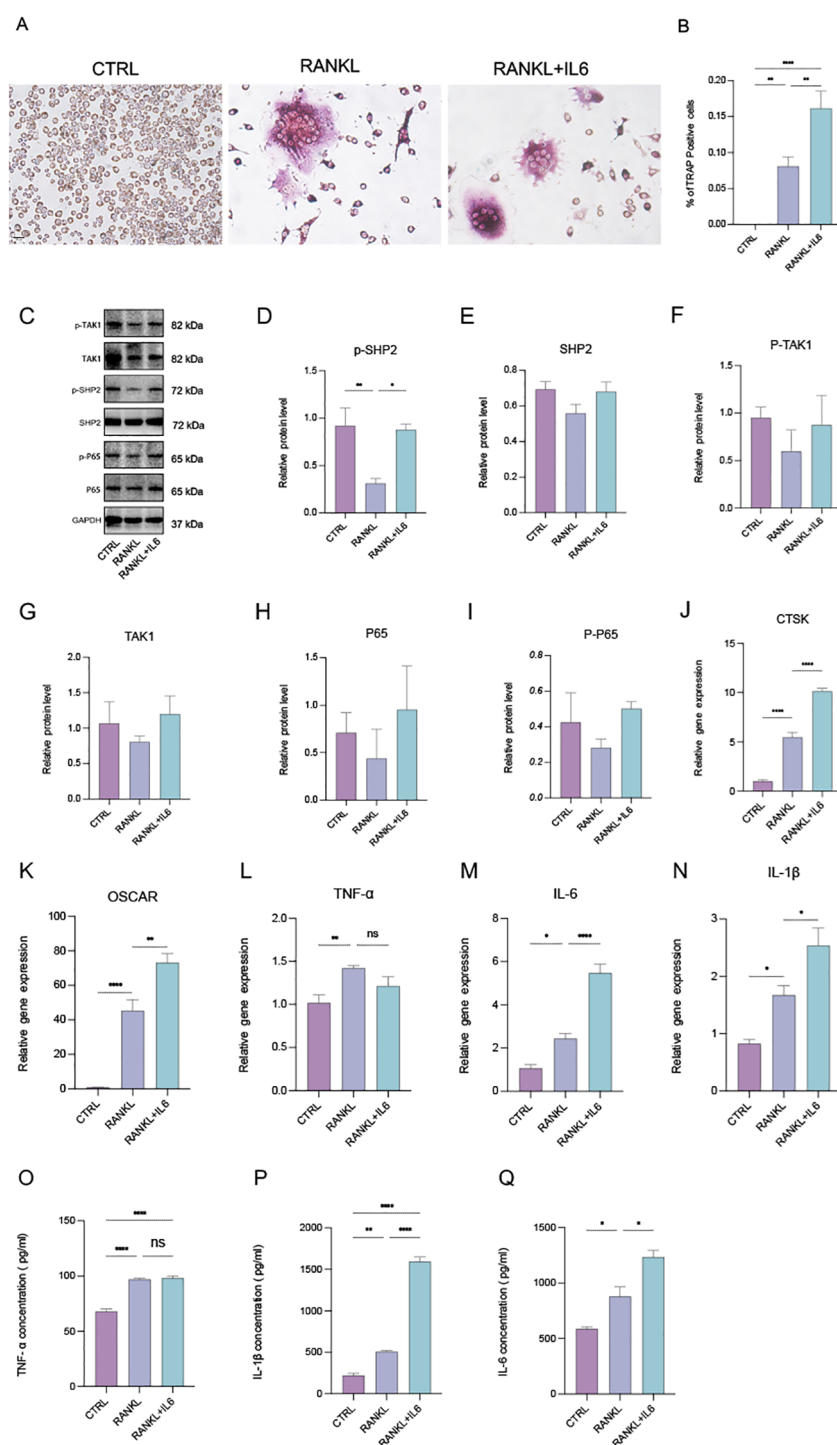 A
CTRL
RANKL
RANKL+IL6
B
% of TRAP Positive cells
0.20
0.15
0.10
0.05
0.00
CTRL
RANKL
RANKL+IL6
C
p-TAK1
82 kDa
TAK1
82 kDa
p-SHP2
72 kDa
SHP2
72 kDa
p-P65
65 kDa
P65
65 kDa
GAPDH
37 kDa
CTRL
RANKL
RANKL+IL6
D
p-SHP2
Relative protein level
1.5
1.0
0.5
0.0
CTRL
RANKL
RANKL+IL6
E
SHP2
Relative protein level
0.8
0.6
0.4
0.2
0.0
CTRL
RANKL
RANKL+IL6
F
P-TAK1
Relative protein level
1.5
1.0
0.5
0.0
CTRL
RANKL
RANKL+IL6
G
TAK1
Relative protein level
2.0
1.5
1.0
0.5
0.0
CTRL
RANKL
RANKL+IL6
H
P65
Relative protein level
1.5
1.0
0.5
0.0
CTRL
RANKL
RANKL+IL6
I
P-P65
Relative protein level
0.8
0.6
0.4
0.2
0.0
CTRL
RANKL
RANKL+IL6
J
CTSK
Relative gene expression
15
10
5
0
CTRL
RANKL
RANKL+IL6
K
OSCAR
Relative gene expression
100
80
60
40
20
0
CTRL
RANKL
RANKL+IL6
L
TNF-α
ns
Relative gene expression
2.0
1.5
1.0
0.5
0.0
CTRL
RANKL
RANKL+IL6
M
IL-6
Relative gene expression
8
6
4
2
0
CTRL
RANKL
RANKL+IL6
N
IL-1β
Relative gene expression
3
2
1
0
CTRL
RANKL
RANKL+IL6
O
ns
TNF- α concentration ( pg/ml)
150
100
50
0
CTRL
RANKL
RANKL+IL6
P
IL-1β concentration ( pg/ml)
2000
1500
1000
500
0
CTRL
RANKL
RANKL+IL6
Q
IL-6 concentration ( pg/ml)
1500
1000
500
0
CTRL
RANKL
RANKL+IL6